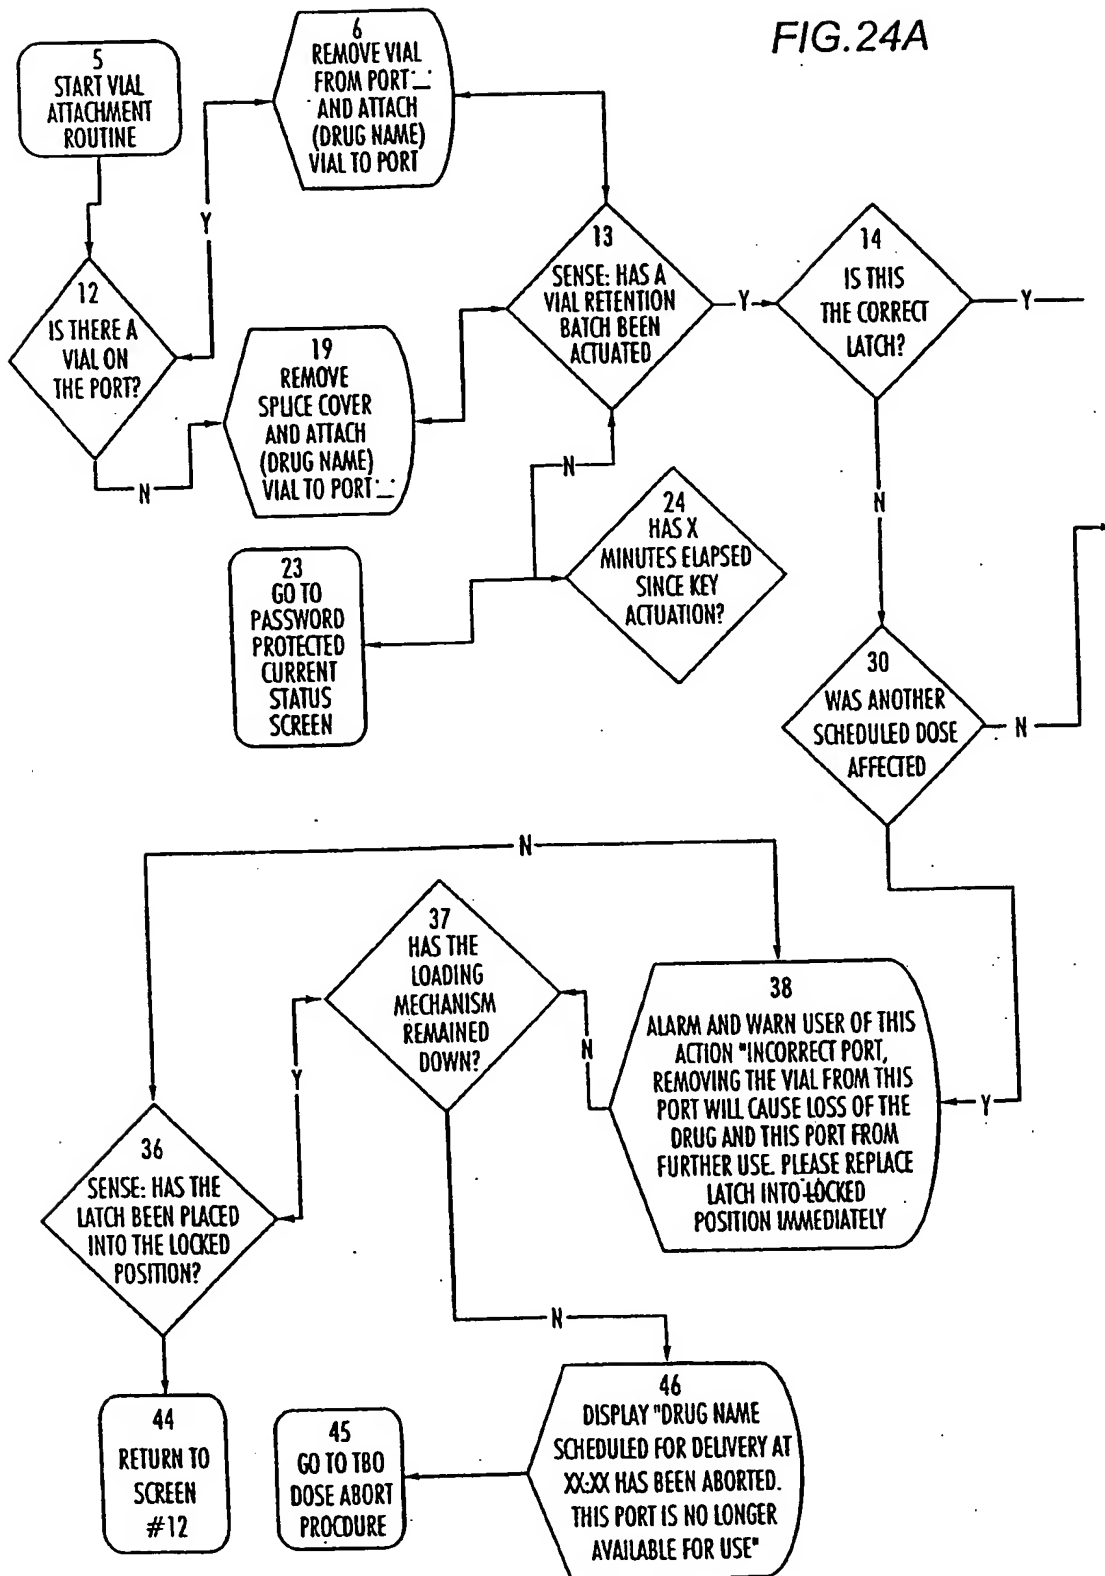 FIG.24A
5
START VIAL
ATTACHMENT
ROUTINE
6
REMOVE VIAL
FROM PORT:_:
AND ATTACH
(DRUG NAME)
VIAL TO PORT
Y
12
IS THERE A
VIAL ON
THE PORT?
N
19
REMOVE
SPLICE COVER
AND ATTACH
(DRUG NAME)
VIAL TO PORT:_:
13
SENSE: HAS A
VIAL RETENTION
BATCH BEEN
ACTUATED
Y
14
IS THIS
THE CORRECT
LATCH?
Y
N
N
24
HAS X
MINUTES ELAPSED
SINCE KEY
ACTUATION?
23
GO TO
PASSWORD
PROTECTED
CURRENT
STATUS
SCREEN
30
WAS ANOTHER
SCHEDULED DOSE
AFFECTED
N
Y
N
37
HAS THE
LOADING
MECHANISM
REMAINED
DOWN?
N
Y
38
ALARM AND WARN USER OF THIS
ACTION "INCORRECT PORT,
REMOVING THE VIAL FROM THIS
PORT WILL CAUSE LOSS OF THE
DRUG AND THIS PORT FROM
FURTHER USE. PLEASE REPLACE
LATCH INTO LOCKED
POSITION IMMEDIATELY
36
SENSE: HAS THE
LATCH BEEN PLACED
INTO THE LOCKED
POSITION?
N
44
RETURN TO
SCREEN
#12
45
GO TO TBO
DOSE ABORT
PROCDURE
46
DISPLAY "DRUG NAME
SCHEDULED FOR DELIVERY AT
XX:XX HAS BEEN ABORTED.
THIS PORT IS NO LONGER
AVAILABLE FOR USE"